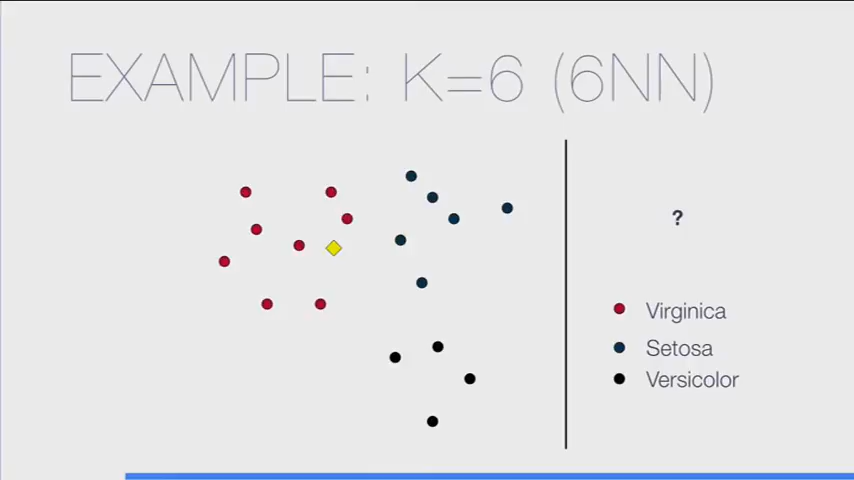 EXAMPLE: K=6 (6NN)
?
Virginica
Setosa
Versicolor